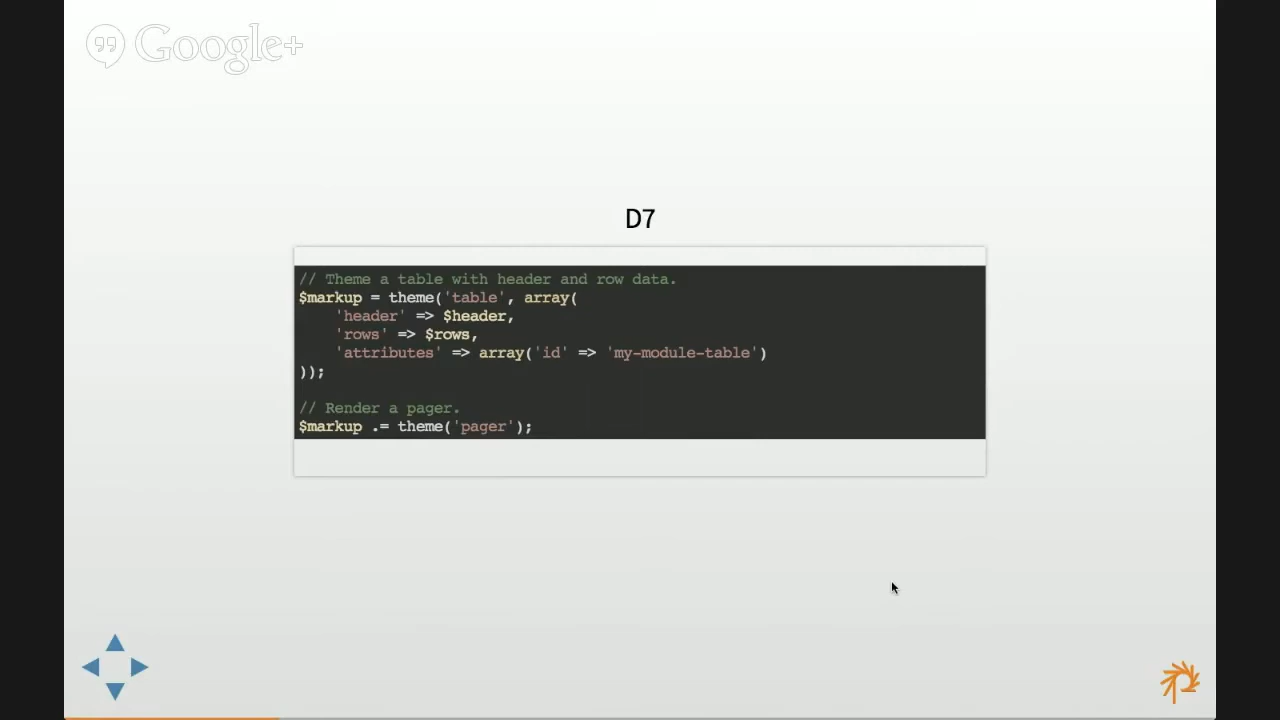 Google+
D7
// Theme a table with header and row data.
$markup = theme('table', array(
    'header' => $header,
    'rows' => $rows,
    'attributes' => array('id' => 'my-module-table')
));
// Render a pager.
$markup .= theme('pager');